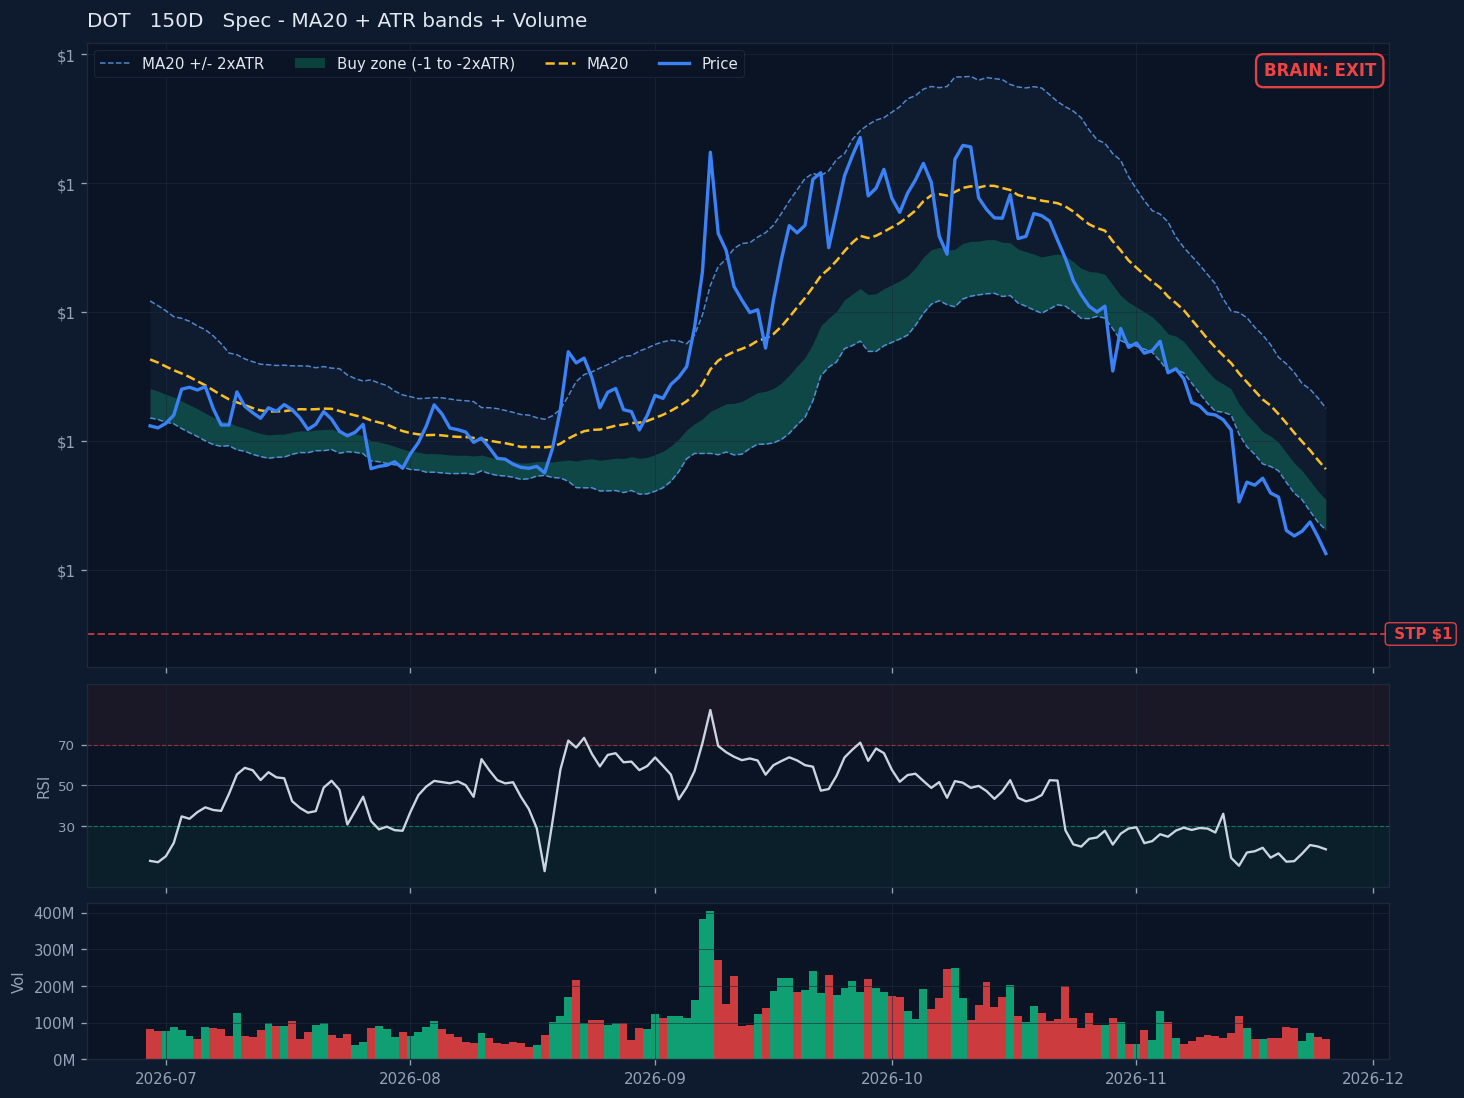 DOT 150D Spec - MA20 + ATR bands + Volume
MA20 +/- 2xATR
Buy zone (-1 to -2xATR)
MA20
Price
BRAIN: EXIT
$1
$1
$1
$1
$1
STP $1
RSI
70
50
30
Vol
400M
300M
200M
100M
0M
2026-07
2026-08
2026-09
2026-10
2026-11
2026-12